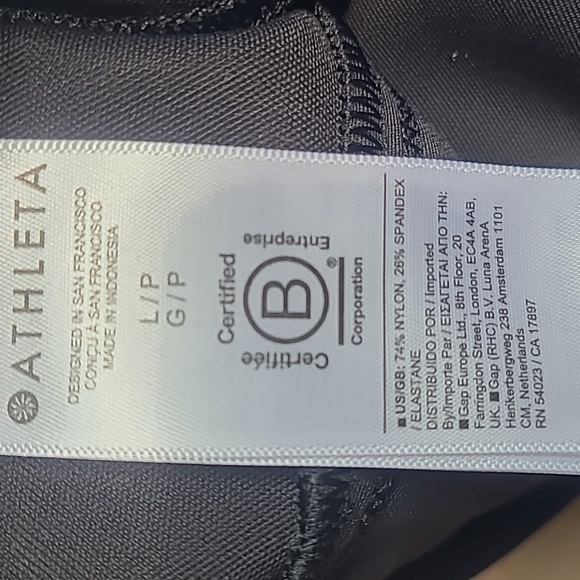 ATHLETA
DESIGNED IN SAN FRANCISCO
CONÇU À SAN FRANCISCO
MADE IN INDONESIA
L / P
G / P
Certified
Certifiée
Entreprise
B
®
Corporation
■ US/GB: 74% NYLON, 26% SPANDEX
/ ELASTANE
DISTRIBUIDO POR / Imported
By/Importe Par / ΕΙΣΑΓΕΤΑΙ ΑΠΟ ΤΗΝ:
■ Gap Europe Ltd., 8th Floor, 20
Farringdon Street, London, EC4A 4AB,
UK. ■ Gap (RHC) B.V. Luna ArenA
Herikerbergweg 238 Amsterdam 1101
CM, Netherlands
RN 54023 / CA 17897